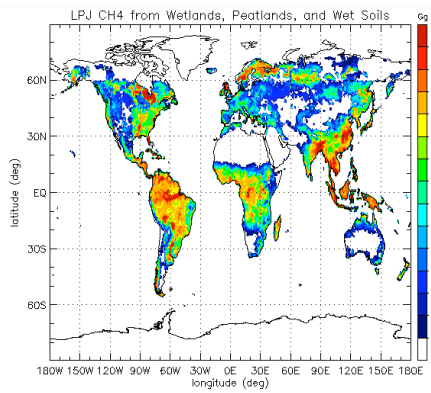 LPJ CH4 from Wetlands, Peatlands, and Wet Soils
Gg
60N
30N
EQ
30S
60S
latitude (deg)
180W 150W 120W 90W 60W 30W 0E 30E 60E 90E 120E 150E 180E
longitude (deg)